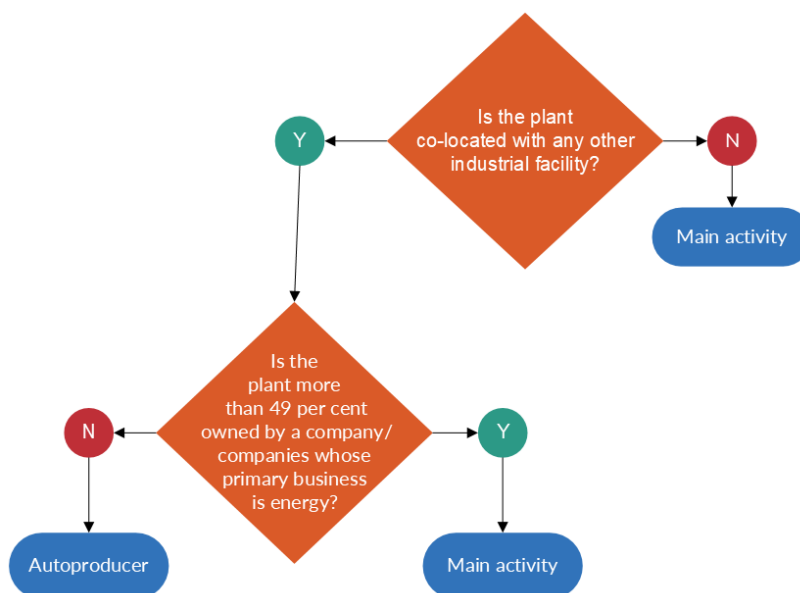 Is the plant
co-located with any other
industrial facility?
Y
N
Main activity
Is the
plant more
than 49 per cent
owned by a company/
companies whose
primary business
is energy?
N
Y
Autoproducer
Main activity